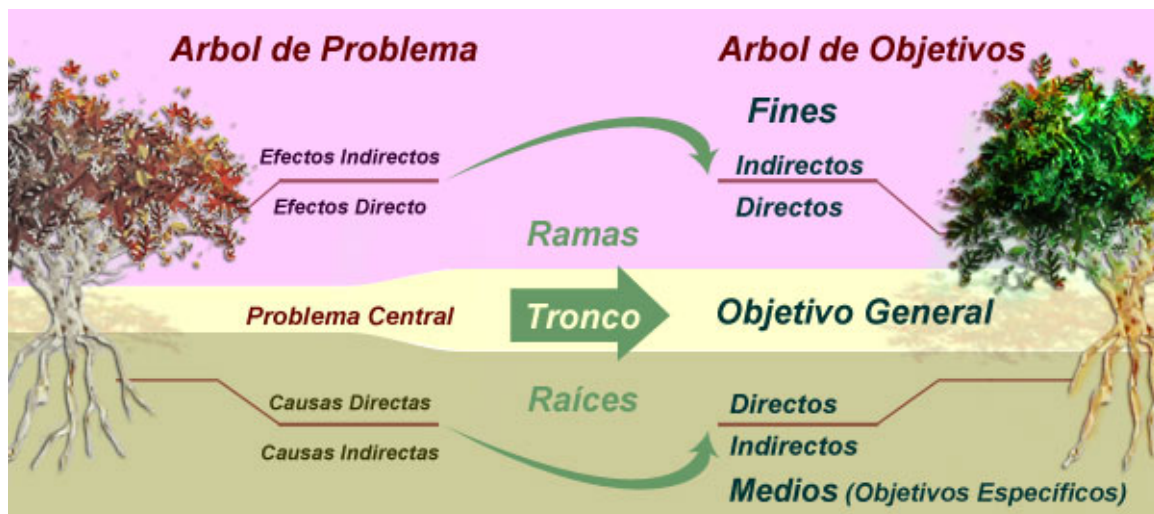 Arbol de Problema
Arbol de Objetivos
Fines
Efectos Indirectos
Indirectos
Efectos Directo
Directos
Ramas
Problema Central
Tronco
Objetivo General
Raíces
Causas Directas
Directos
Causas Indirectas
Indirectos
Medios (Objetivos Específicos)